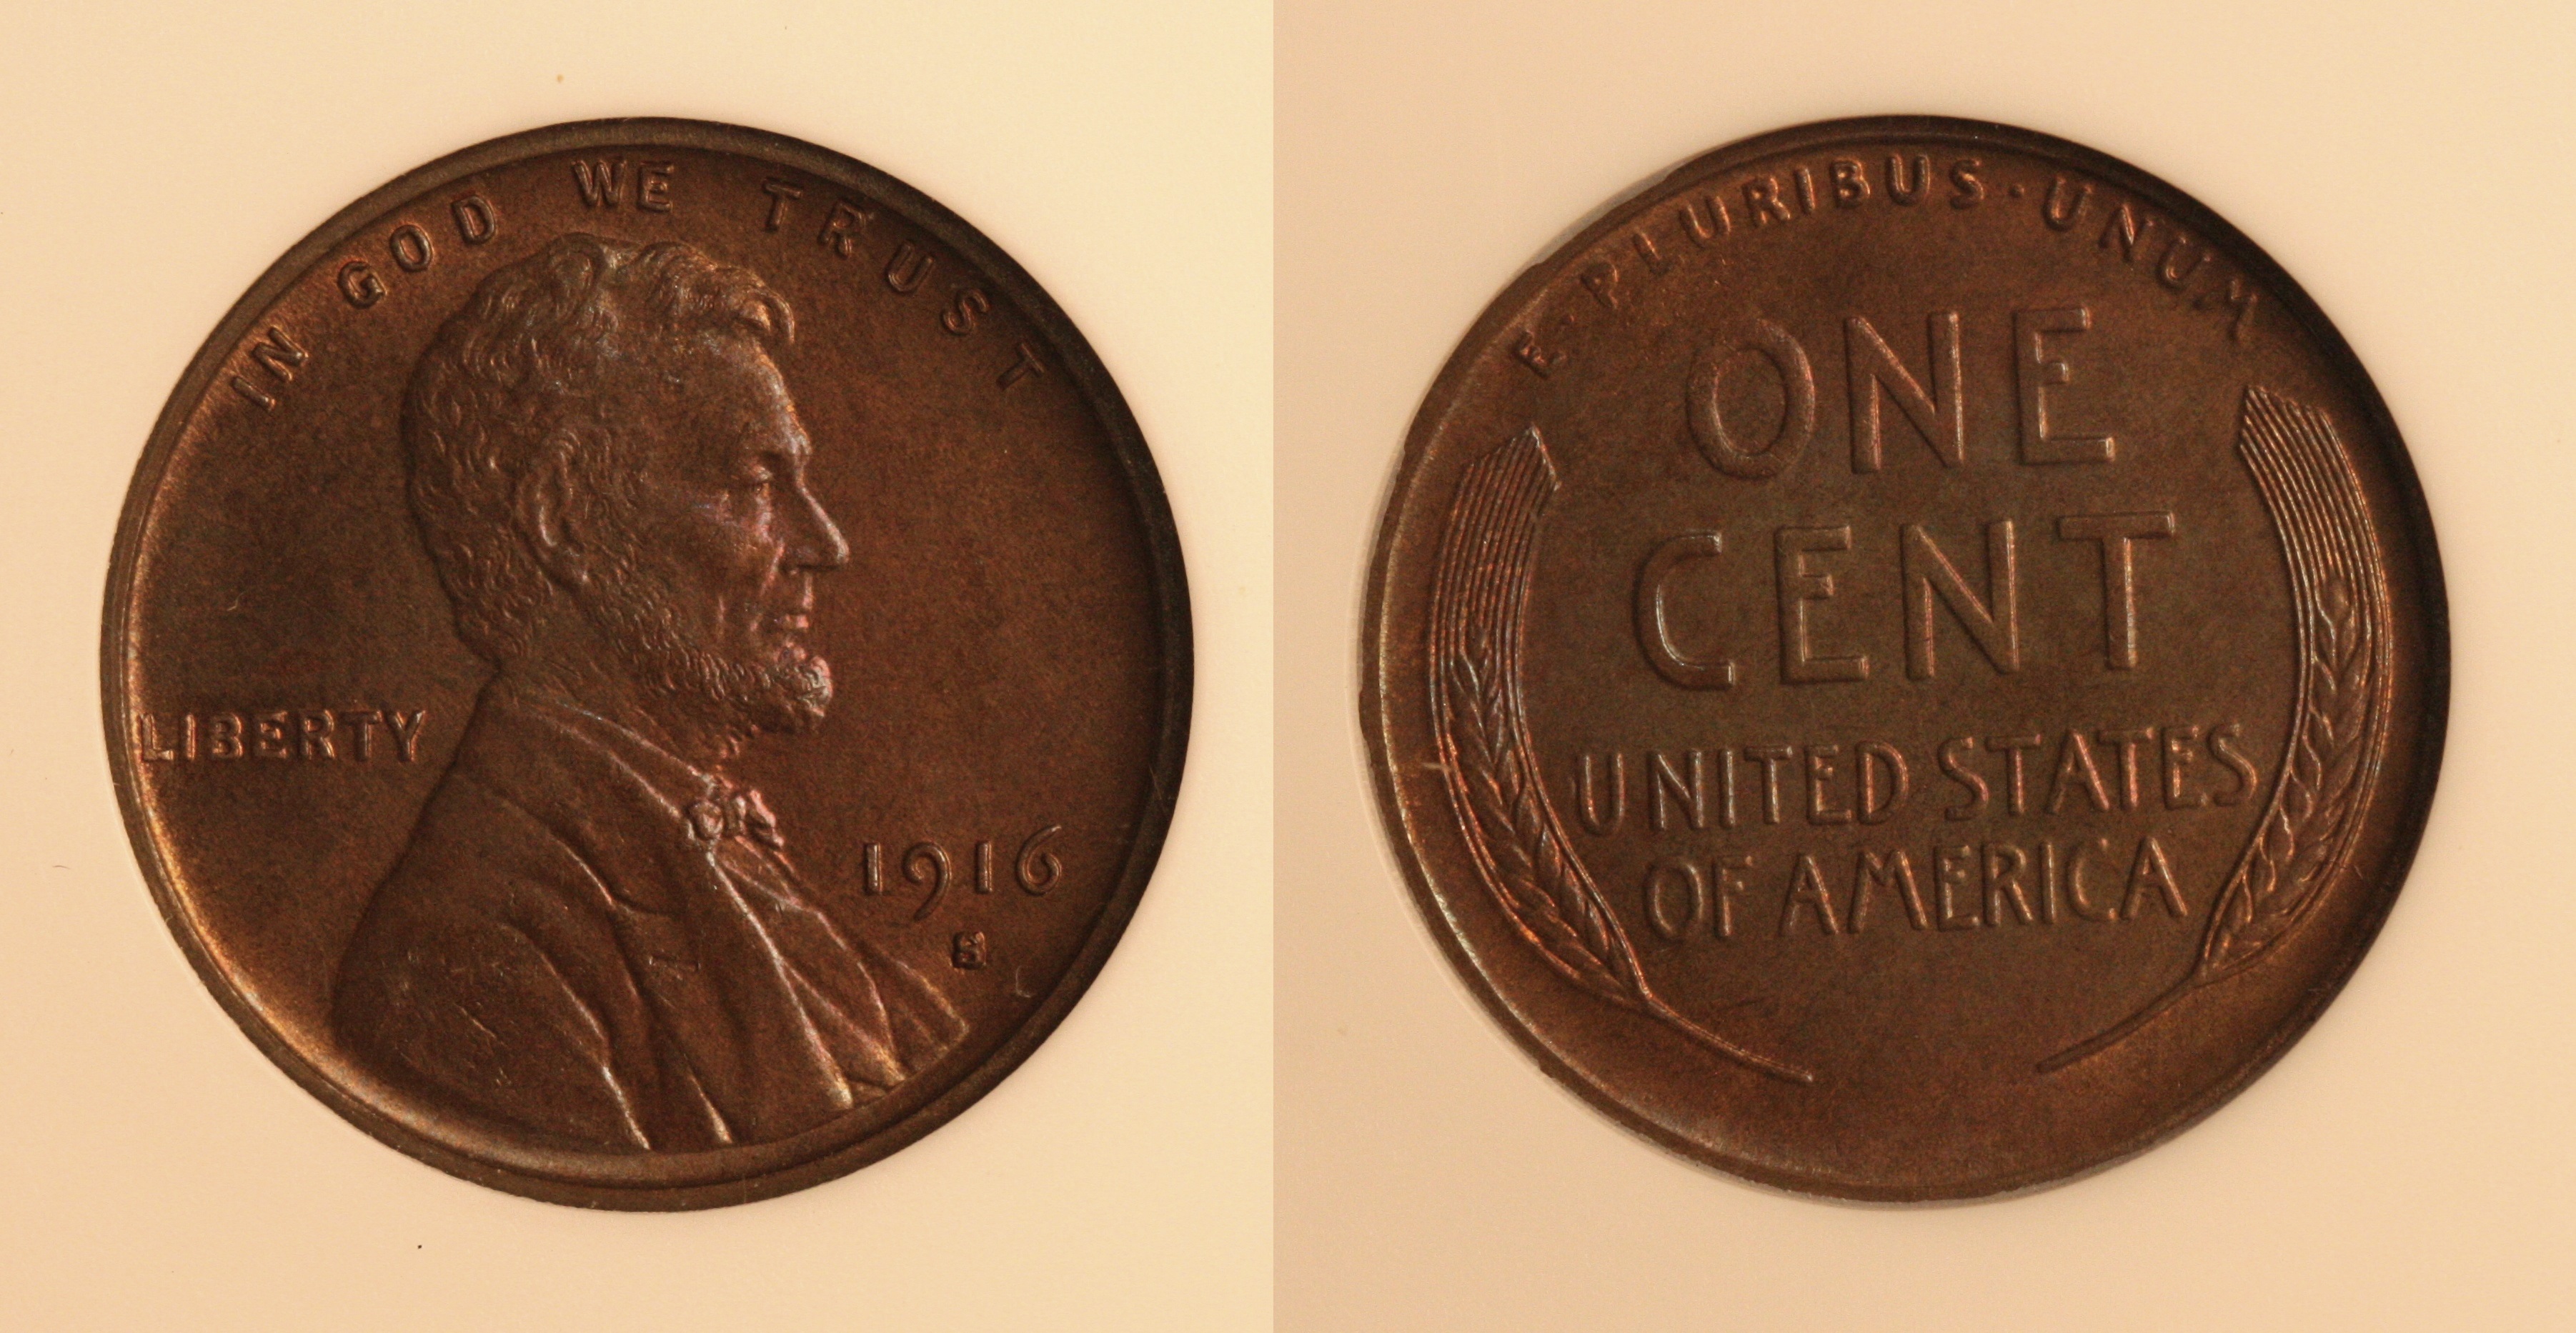 IN GOD WE TRUST
LIBERTY
1916
S
E·PLURIBUS·UNUM
ONE
CENT
UNITED STATES
OF AMERICA